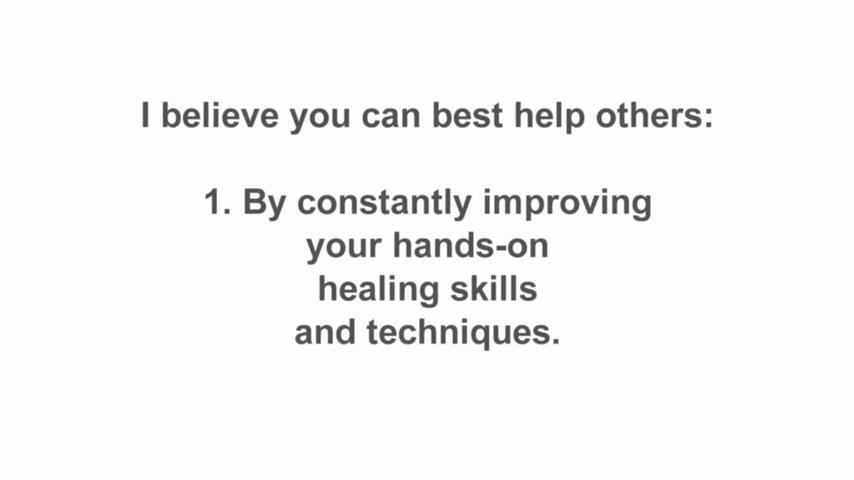 I believe you can best help others:
1. By constantly improving
your hands-on
healing skills
and techniques.